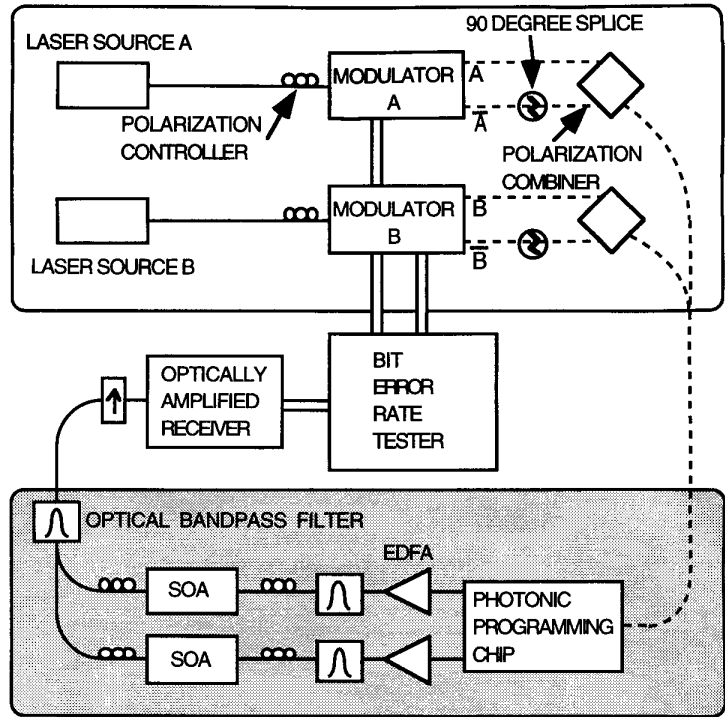 LASER SOURCE A
90 DEGREE SPLICE
MODULATOR
A
A
A̅
POLARIZATION
CONTROLLER
POLARIZATION
COMBINER
MODULATOR
B
B
B̅
LASER SOURCE B
BIT
ERROR
RATE
TESTER
OPTICALLY
AMPLIFIED
RECEIVER
OPTICAL BANDPASS FILTER
EDFA
SOA
SOA
PHOTONIC
PROGRAMMING
CHIP